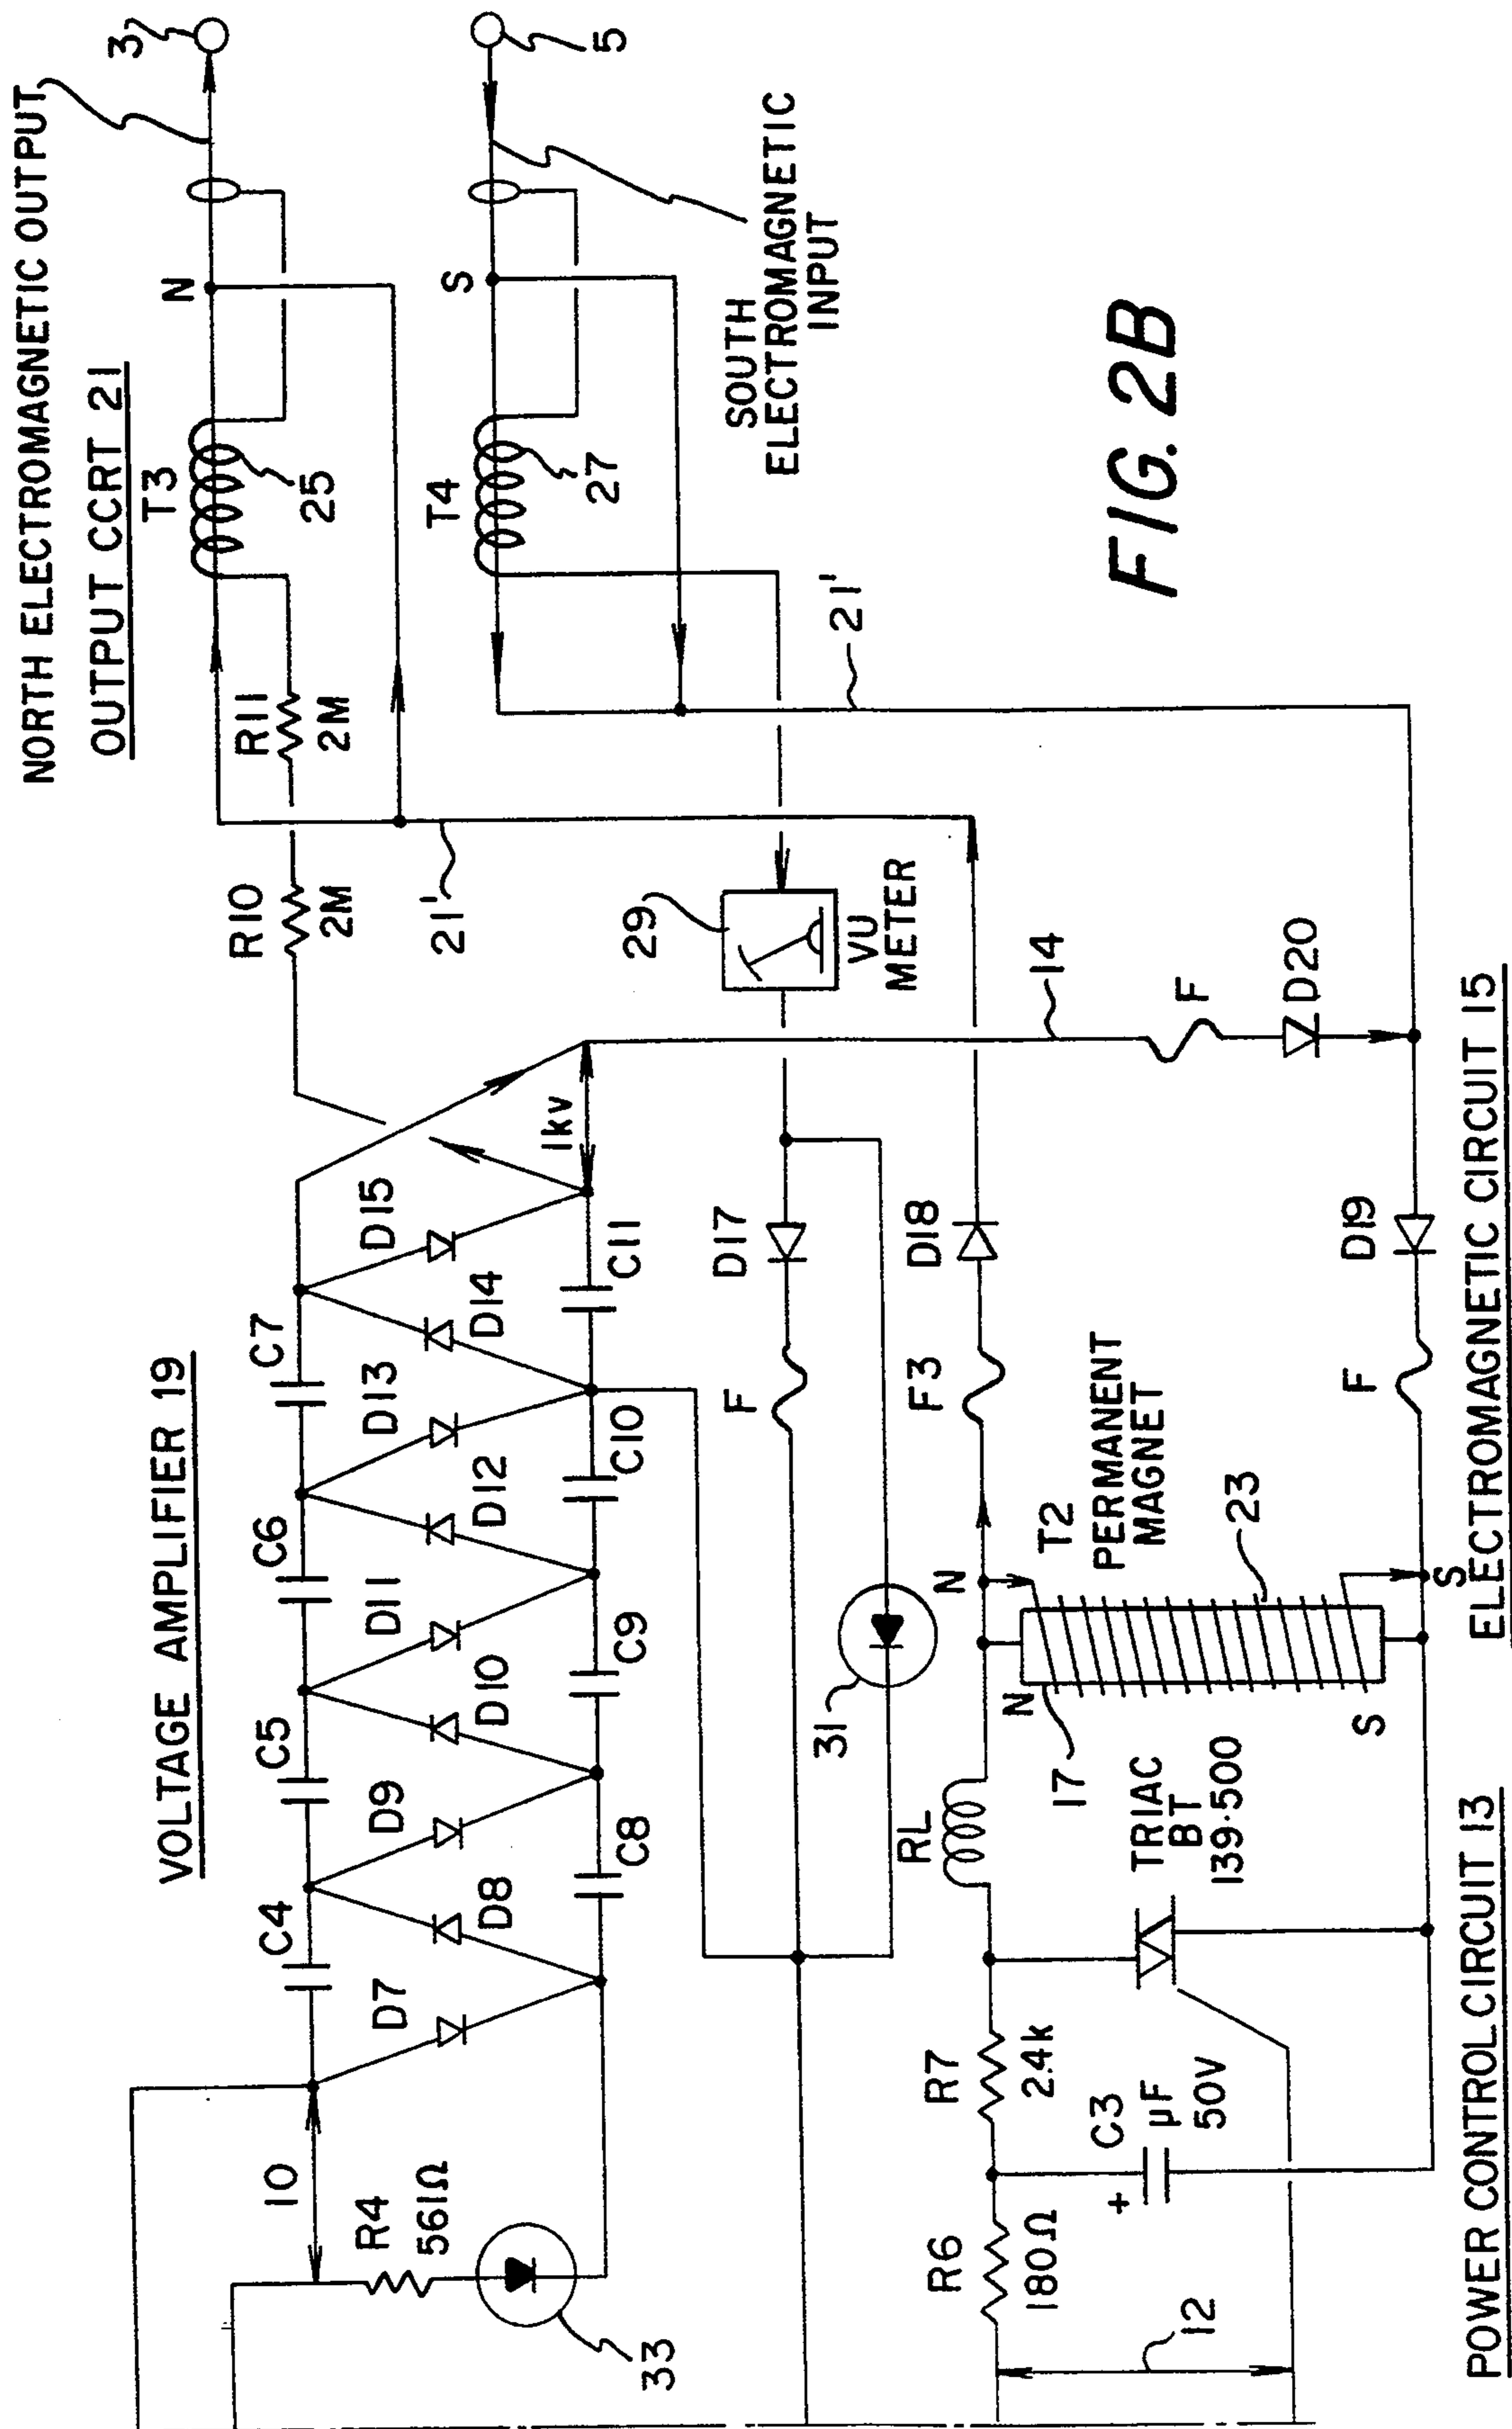 NORTH ELECTROMAGNETIC OUTPUT
OUTPUT CCRT 21
3
N
T3
25
R11
2M
R10
2M
5
S
T4
27
SOUTH
ELECTROMAGNETIC
INPUT
21'
21'
FIG. 2B
29
VU
METER
14
F
D20
1kv
VOLTAGE AMPLIFIER 19
C4
C5
C6
C7
D7
D8
D9
D10
D11
D12
D13
D14
D15
C8
C9
C10
C11
10
R4
561Ω
33
F
D17
31
F3
D18
N
T2
PERMANENT
MAGNET
23
N
17
S
S
RL
TRIAC
BT
139·500
R7
2.4k
R6
180Ω
C3
μF
50V
+
12
F
D19
POWER CONTROL CIRCUIT 13
ELECTROMAGNETIC CIRCUIT 15